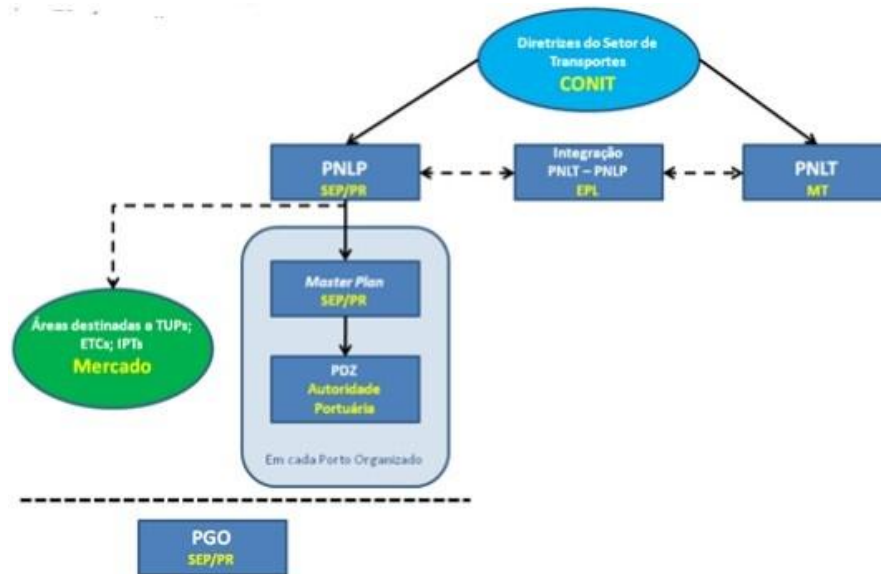 Diretrizes do Setor de
Transportes
CONIT
PNLP
SEP/PR
Integração
PNLT – PNLP
EPL
PNLT
MT
Master Plan
SEP/PR
Áreas destinadas a TUPs;
ETCs; IPTs
Mercado
PDZ
Autoridade
Portuária
Em cada Porto Organizado
PGO
SEP/PR